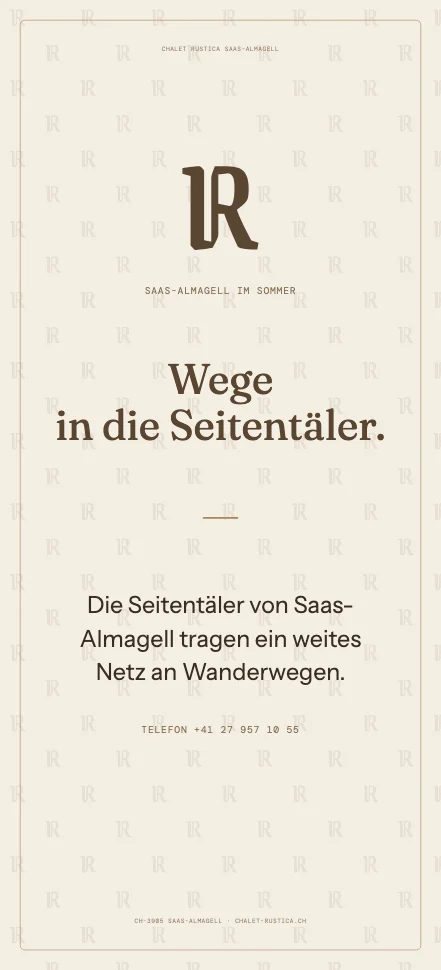 CHALET RUSTICA SAAS-ALMAGELL
R
SAAS-ALMAGELL IM SOMMER
Wege
in die Seitentäler.
Die Seitentäler von Saas-
Almagell tragen ein weites
Netz an Wanderwegen.
TELEFON +41 27 957 10 55
CH-3905 SAAS-ALMAGELL · CHALET-RUSTICA.CH